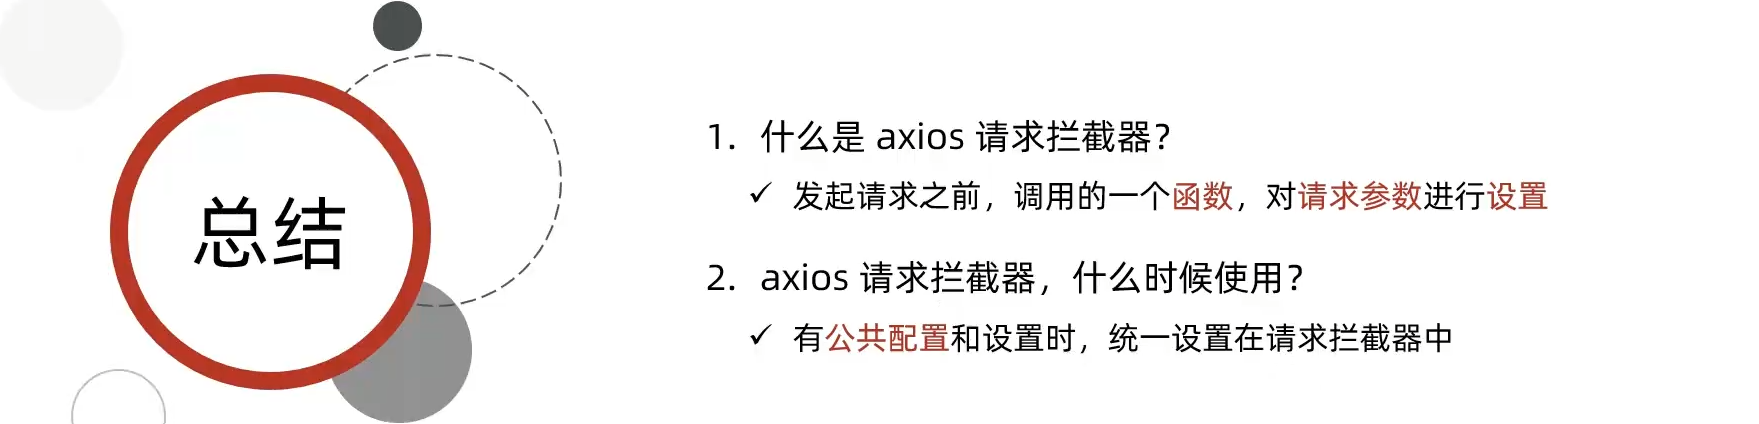 总结
1. 什么是 axios 请求拦截器？
✓ 发起请求之前，调用的一个函数，对请求参数进行设置
2. axios 请求拦截器，什么时候使用？
✓ 有公共配置和设置时，统一设置在请求拦截器中